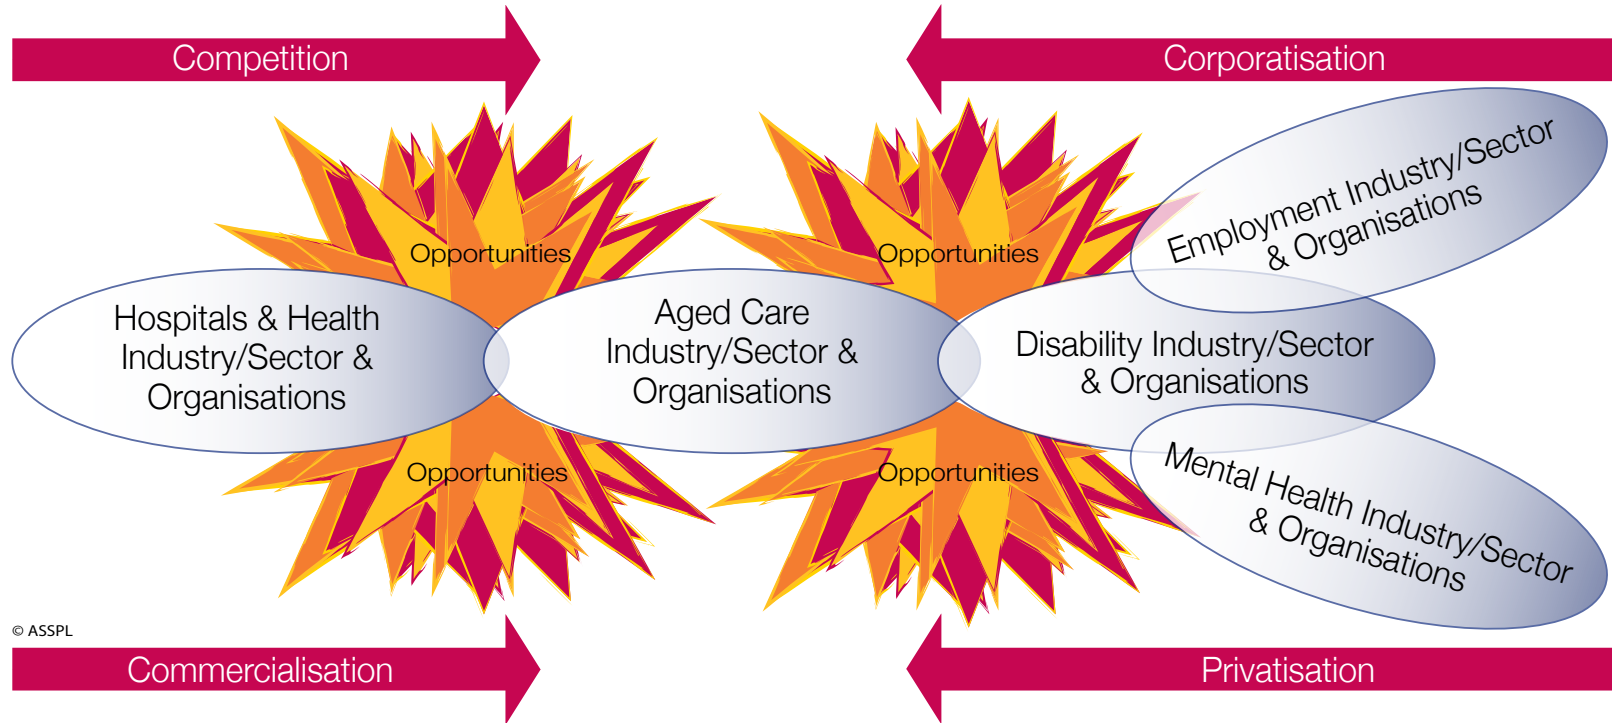 Competition
Corporatisation
Opportunities
Opportunities
Employment Industry/Sector
& Organisations
Hospitals & Health
Industry/Sector &
Organisations
Aged Care
Industry/Sector &
Organisations
Disability Industry/Sector
& Organisations
Opportunities
Opportunities
Mental Health Industry/Sector
& Organisations
© ASSPL
Commercialisation
Privatisation